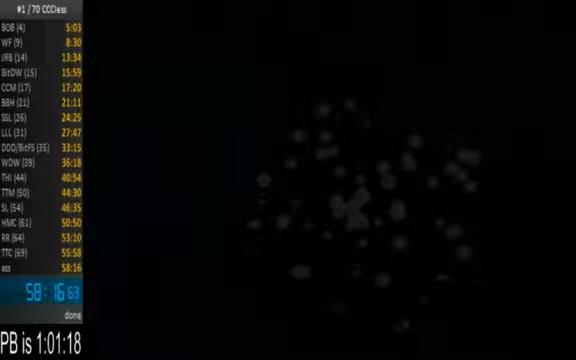 #1 / 70 CCCless
BOB (4) 5:03
WF (9) 8:30
JRB (14) 13:34
BitDW (15) 15:59
CCM (17) 17:20
BBH (21) 21:11
SSL (26) 24:25
LLL (31) 27:47
DDD/BitFS (35) 33:15
WDW (39) 36:18
THI (44) 40:54
TTM (50) 44:30
SL (54) 46:35
HMC (61) 50:50
RR (64) 53:10
TTC (69) 55:58
ass 58:16
58:16 63
done
PB is 1:01:18